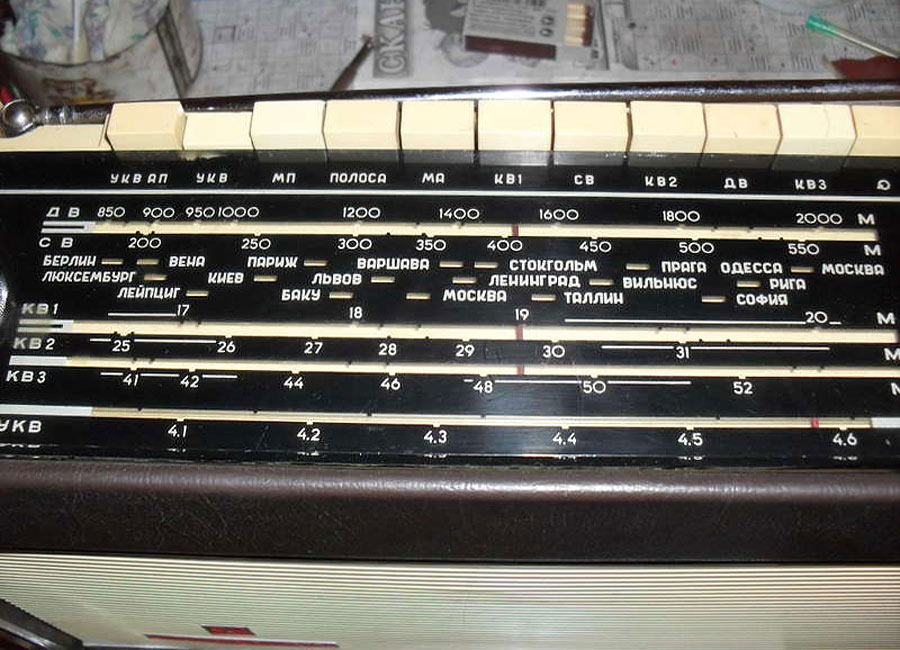 СКАН
УКВ АП УКВ МП ПОЛОСА МА КВ1 СВ КВ2 ДВ КВ3
ДВ 850 900 950 1000 1200 1400 1600 1800 2000 М
СВ 200 250 300 350 400 450 500 550 М
БЕРЛИН ВЕНА ПАРИЖ ВАРШАВА СТОКГОЛЬМ ПРАГА ОДЕССА МОСКВА
ЛЮКСЕМБУРГ КИЕВ ЛЬВОВ ЛЕНИНГРАД ВИЛЬНЮС РИГА
ЛЕЙПЦИГ БАКУ МОСКВА ТАЛЛИН СОФИЯ
КВ1 17 18 19 20 М
КВ2 25 26 27 28 29 30 31 М
КВ3 41 42 44 46 48 50 52 М
УКВ 4.1 4.2 4.3 4.4 4.5 4.6